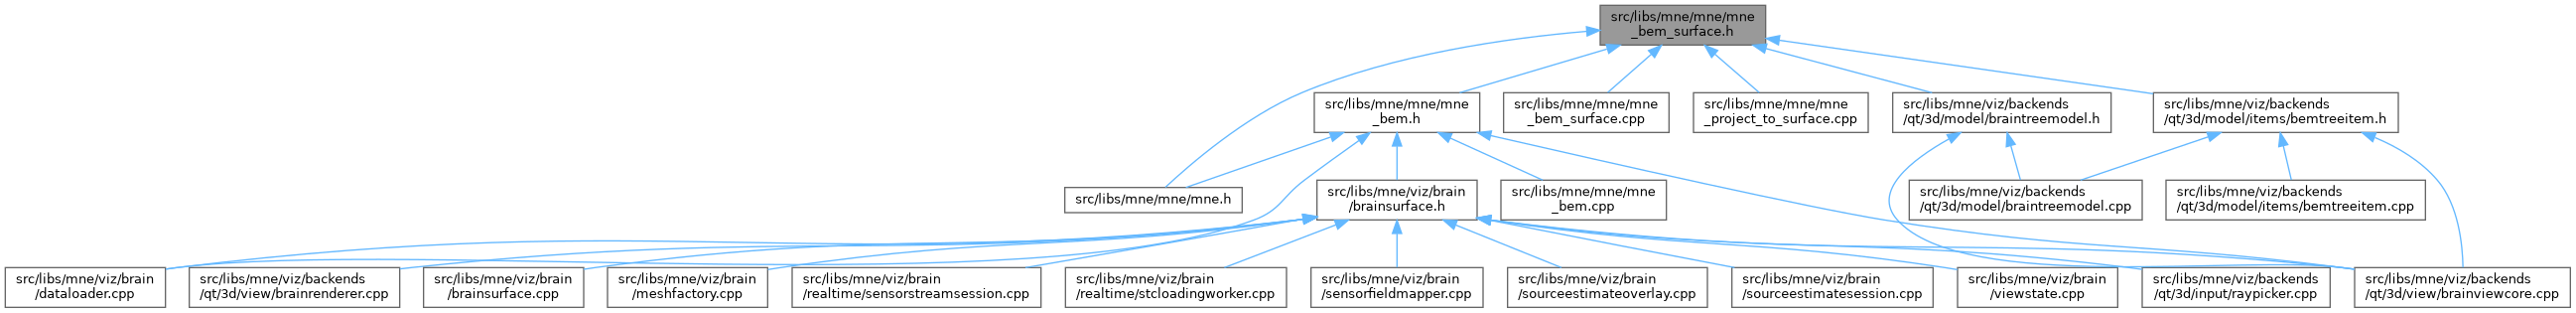 src/libs/mne/mne/mne
_bem_surface.h
src/libs/mne/mne/mne
_bem.h
src/libs/mne/mne/mne
_bem_surface.cpp
src/libs/mne/mne/mne
_project_to_surface.cpp
src/libs/mne/viz/backends
/qt/3d/model/braintreemodel.h
src/libs/mne/viz/backends
/qt/3d/model/items/bemtreeitem.h
src/libs/mne/mne/mne.h
src/libs/mne/viz/brain
/brainsurface.h
src/libs/mne/mne/mne
_bem.cpp
src/libs/mne/viz/backends
/qt/3d/model/braintreemodel.cpp
src/libs/mne/viz/backends
/qt/3d/model/items/bemtreeitem.cpp
src/libs/mne/viz/brain
/dataloader.cpp
src/libs/mne/viz/backends
/qt/3d/view/brainrenderer.cpp
src/libs/mne/viz/brain
/brainsurface.cpp
src/libs/mne/viz/brain
/meshfactory.cpp
src/libs/mne/viz/brain
/realtime/sensorstreamsession.cpp
src/libs/mne/viz/brain
/realtime/stcloadingworker.cpp
src/libs/mne/viz/brain
/sensorfieldmapper.cpp
src/libs/mne/viz/brain
/sourceestimateoverlay.cpp
src/libs/mne/viz/brain
/sourceestimatesession.cpp
src/libs/mne/viz/brain
/viewstate.cpp
src/libs/mne/viz/backends
/qt/3d/input/raypicker.cpp
src/libs/mne/viz/backends
/qt/3d/view/brainviewcore.cpp